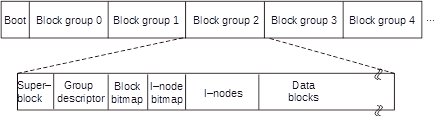 Boot Block group 0 Block group 1 Block group 2 Block group 3 Block group 4 ...
Super– Group Block I–node I–nodes Data
block descriptor bitmap bitmap blocks